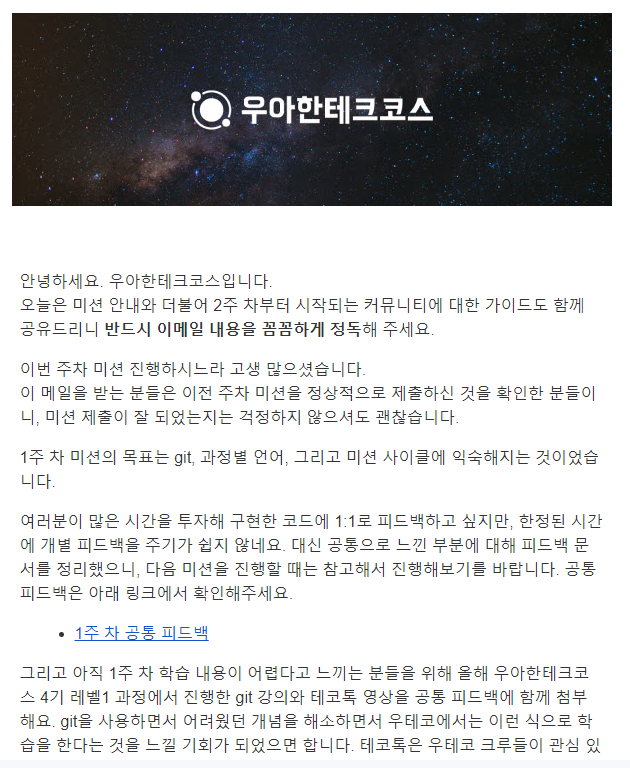 우아한테크코스
안녕하세요. 우아한테크코스입니다.
오늘은 미션 안내와 더불어 2주 차부터 시작되는 커뮤니티에 대한 가이드도 함께
공유드리니 반드시 이메일 내용을 꼼꼼하게 정독해 주세요.
이번 주차 미션 진행하시느라 고생 많으셨습니다.
이 메일을 받는 분들은 이전 주차 미션을 정상적으로 제출하신 것을 확인한 분들이
니, 미션 제출이 잘 되었는지는 걱정하지 않으셔도 괜찮습니다.
1주 차 미션의 목표는 git, 과정별 언어, 그리고 미션 사이클에 익숙해지는 것이었습
니다.
여러분이 많은 시간을 투자해 구현한 코드에 1:1로 피드백하고 싶지만, 한정된 시간
에 개별 피드백을 주기가 쉽지 않네요. 대신 공통으로 느낀 부분에 대해 피드백 문
서를 정리했으니, 다음 미션을 진행할 때는 참고해서 진행해보기를 바랍니다. 공통
피드백은 아래 링크에서 확인해주세요.
• 1주 차 공통 피드백
그리고 아직 1주 차 학습 내용이 어렵다고 느끼는 분들을 위해 올해 우아한테크코
스 4기 레벨1 과정에서 진행한 git 강의와 테코톡 영상을 공통 피드백에 함께 첨부
해요. git을 사용하면서 어려웠던 개념을 해소하면서 우테코에서는 이런 식으로 학
습을 한다는 것을 느낄 기회가 되었으면 합니다. 테코톡은 우테코 크루들이 관심 있